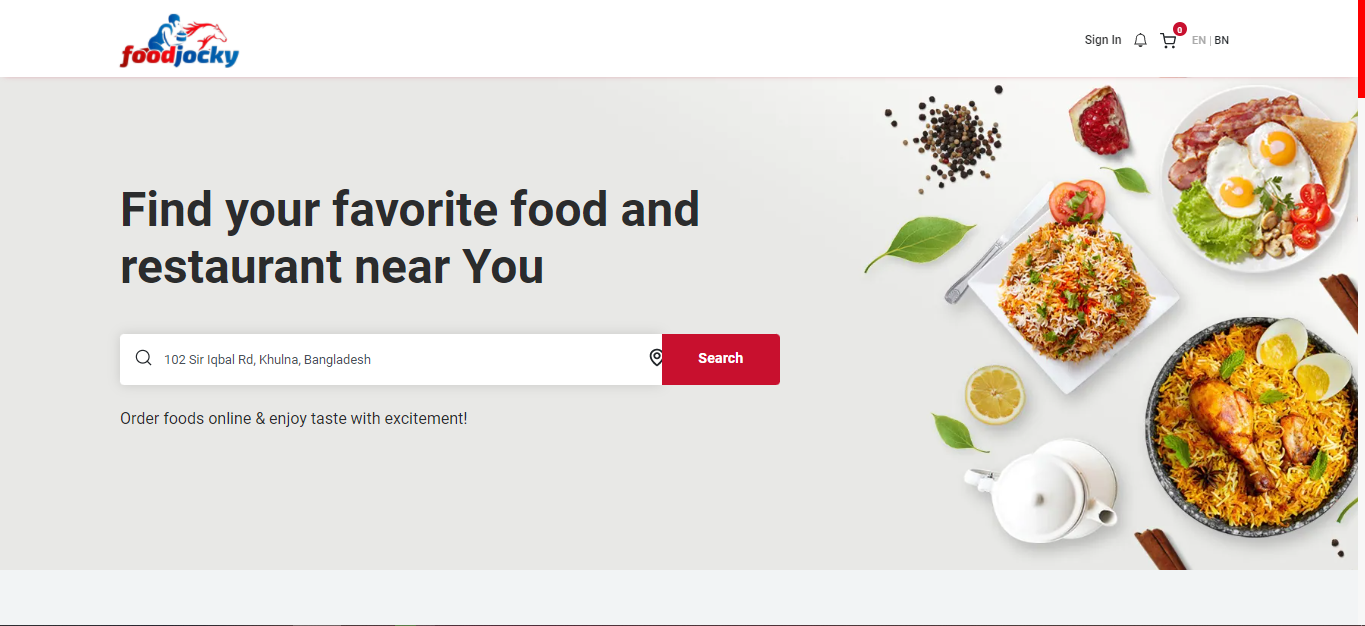 foodjocky
Sign In
0
EN | BN
Find your favorite food and
restaurant near You
102 Sir Iqbal Rd, Khulna, Bangladesh
Search
Order foods online & enjoy taste with excitement!